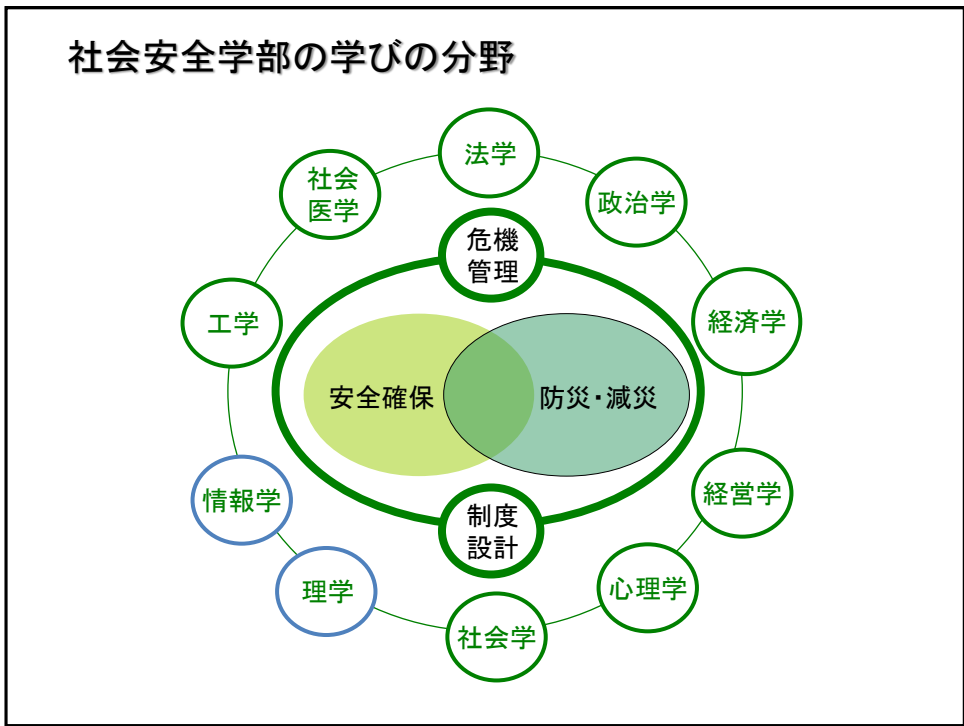 社会安全学部の学びの分野
法学
社会
医学
政治学
危機
管理
工学
経済学
安全確保
防災・減災
情報学
経営学
制度
設計
理学
心理学
社会学